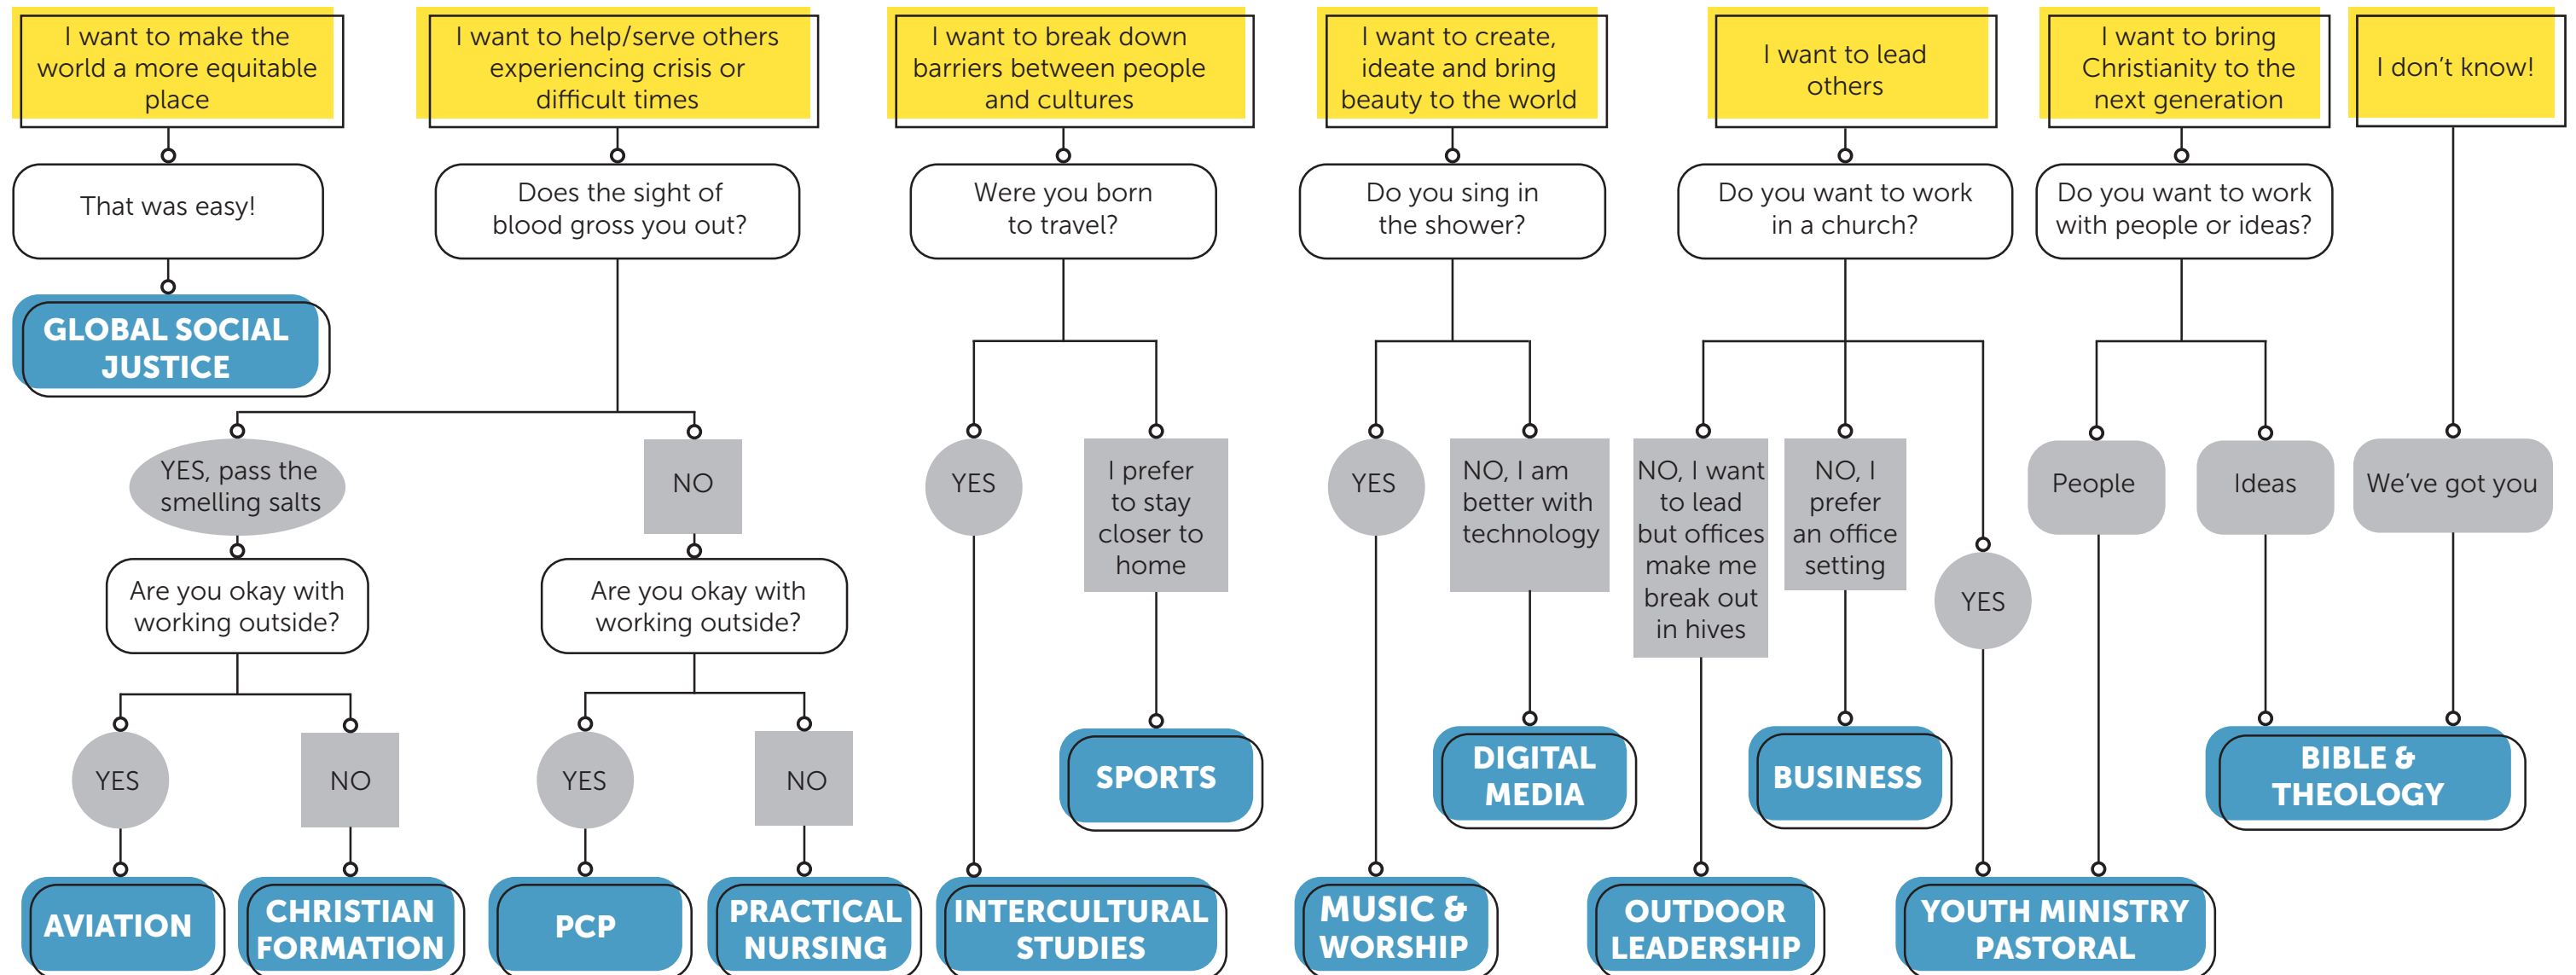 I want to make the
world a more equitable
place
I want to help/serve others
experiencing crisis or
difficult times
I want to break down
barriers between people
and cultures
I want to create,
ideate and bring
beauty to the world
I want to lead
others
I want to bring
Christianity to the
next generation
I don’t know!
That was easy!
Does the sight of
blood gross you out?
Were you born
to travel?
Do you sing in
the shower?
Do you want to work
in a church?
Do you want to work
with people or ideas?
GLOBAL SOCIAL
JUSTICE
YES, pass the
smelling salts
NO
YES
I prefer
to stay
closer to
home
YES
NO, I am
better with
technology
NO, I want
to lead
but offices
make me
break out
in hives
NO, I
prefer
an office
setting
YES
People
Ideas
We’ve got you
Are you okay with
working outside?
Are you okay with
working outside?
YES
NO
YES
NO
SPORTS
DIGITAL
MEDIA
BUSINESS
BIBLE &
THEOLOGY
AVIATION
CHRISTIAN
FORMATION
PCP
PRACTICAL
NURSING
INTERCULTURAL
STUDIES
MUSIC &
WORSHIP
OUTDOOR
LEADERSHIP
YOUTH MINISTRY
PASTORAL